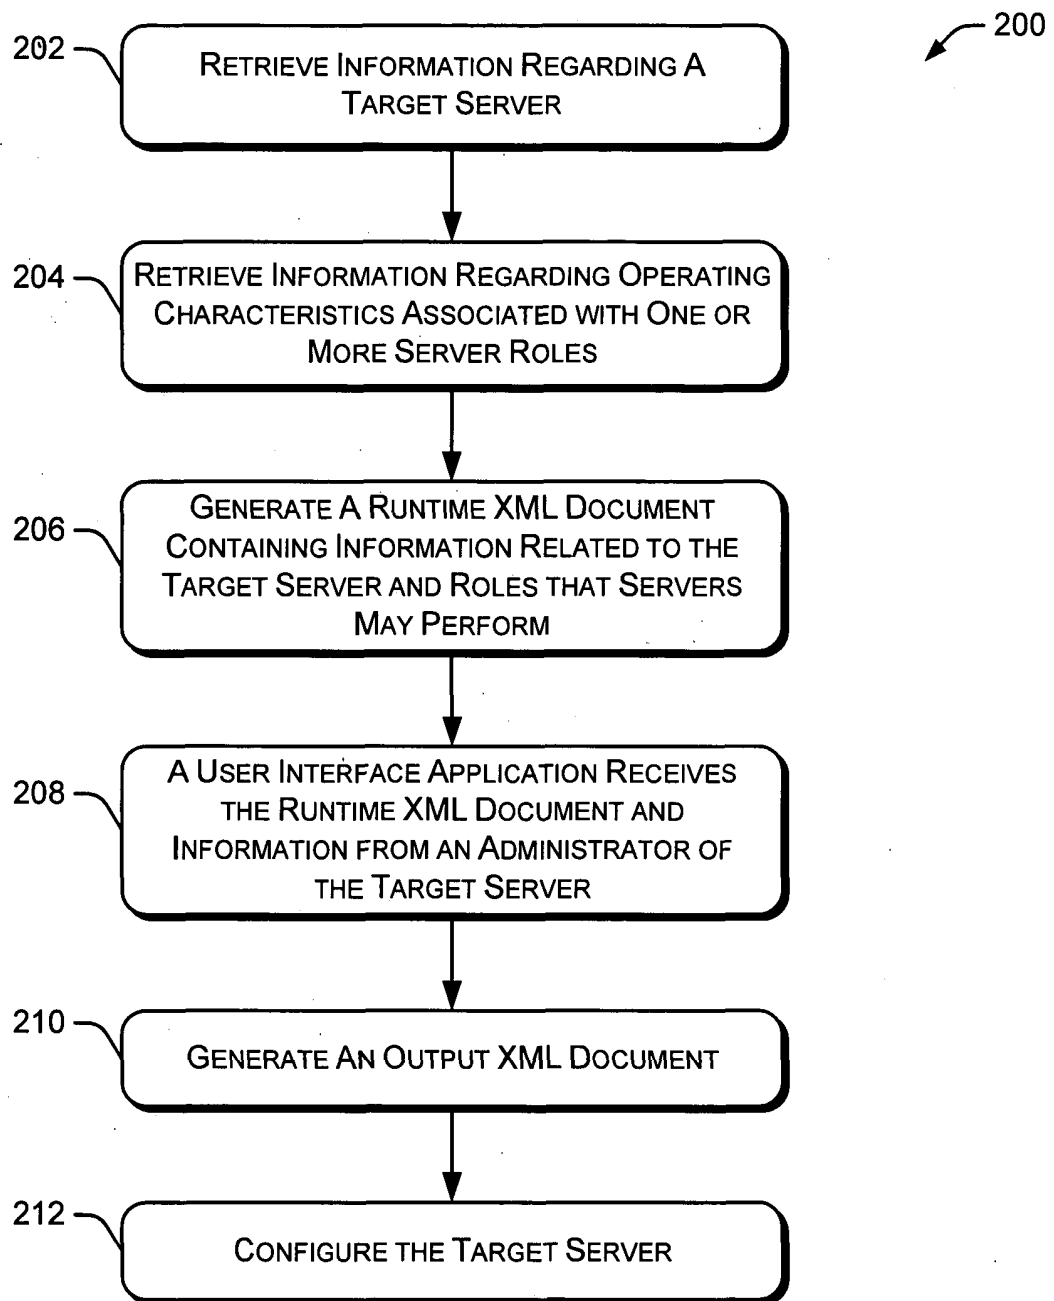 200
202
RETRIEVE INFORMATION REGARDING A
TARGET SERVER
204
RETRIEVE INFORMATION REGARDING OPERATING
CHARACTERISTICS ASSOCIATED WITH ONE OR
MORE SERVER ROLES
206
GENERATE A RUNTIME XML DOCUMENT
CONTAINING INFORMATION RELATED TO THE
TARGET SERVER AND ROLES THAT SERVERS
MAY PERFORM
208
A USER INTERFACE APPLICATION RECEIVES
THE RUNTIME XML DOCUMENT AND
INFORMATION FROM AN ADMINISTRATOR OF
THE TARGET SERVER
210
GENERATE AN OUTPUT XML DOCUMENT
212
CONFIGURE THE TARGET SERVER